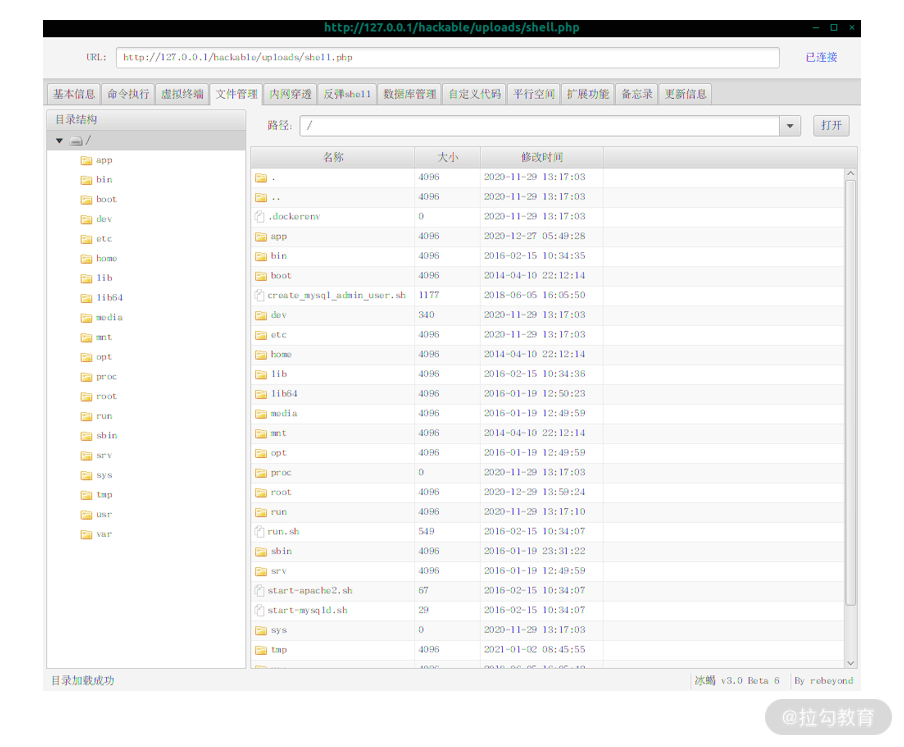 http://127.0.0.1/hackable/uploads/shell.php
URL: http://127.0.0.1/hackable/uploads/shell.php 已连接
基本信息 命令执行 虚拟终端 文件管理 内网穿透 反弹shell 数据库管理 自定义代码 平行空间 扩展功能 备忘录 更新信息
目录结构
/
app
bin
boot
dev
etc
home
lib
lib64
media
mnt
opt
proc
root
run
sbin
srv
sys
tmp
usr
var
路径: / 打开
名称 大小 修改时间
. 4096 2020-11-29 13:17:03
.. 4096 2020-11-29 13:17:03
.dockerenv 0 2020-11-29 13:17:03
app 4096 2020-12-27 05:49:28
bin 4096 2016-02-15 10:34:35
boot 4096 2014-04-10 22:12:14
create_mysql_admin_user.sh 1177 2018-06-05 16:05:50
dev 340 2020-11-29 13:17:03
etc 4096 2020-11-29 13:17:03
home 4096 2014-04-10 22:12:14
lib 4096 2016-02-15 10:34:36
lib64 4096 2016-01-19 12:50:23
media 4096 2016-01-19 12:49:59
mnt 4096 2014-04-10 22:12:14
opt 4096 2016-01-19 12:49:59
proc 0 2020-11-29 13:17:03
root 4096 2020-12-29 13:59:24
run 4096 2020-11-29 13:17:10
run.sh 549 2016-02-15 10:34:07
sbin 4096 2016-01-19 23:31:22
srv 4096 2016-01-19 12:49:59
start-apache2.sh 67 2016-02-15 10:34:07
start-mysqld.sh 29 2016-02-15 10:34:07
sys 0 2020-11-29 13:17:03
tmp 4096 2021-01-02 08:45:55
目录加载成功
冰蝎 v3.0 Beta 6 By rebeyond
@拉勾教育